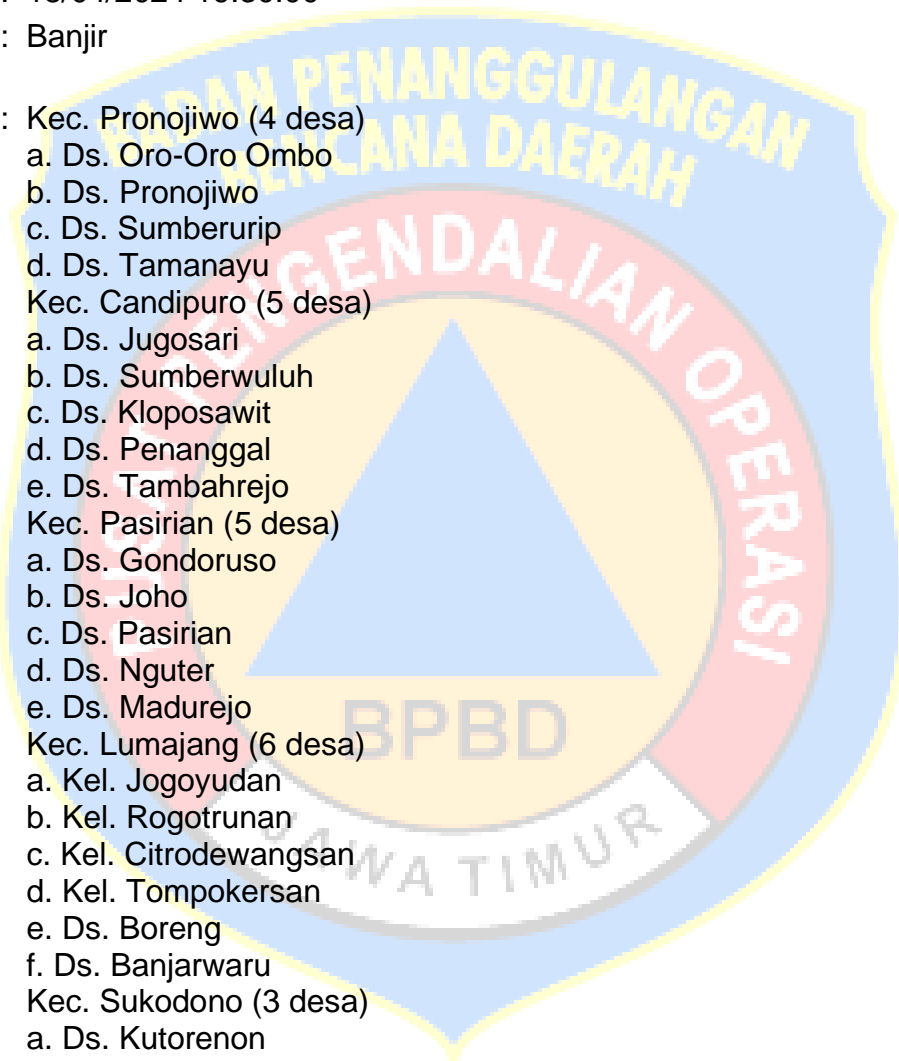 : Banjir
: Kec. Pronojiwo (4 desa)
a. Ds. Oro-Oro Ombo
b. Ds. Pronojiwo
c. Ds. Sumberurip
d. Ds. Tamanayu
Kec. Candipuro (5 desa)
a. Ds. Jugosari
b. Ds. Sumberwuluh
c. Ds. Kloposawit
d. Ds. Penanggal
e. Ds. Tambahrejo
Kec. Pasirian (5 desa)
a. Ds. Gondoruso
b. Ds. Joho
c. Ds. Pasirian
d. Ds. Nguter
e. Ds. Madurejo
Kec. Lumajang (6 desa)
a. Kel. Jogoyudan
b. Kel. Rogotrunan
c. Kel. Citrodewangsan
d. Kel. Tompokersan
e. Ds. Boreng
f. Ds. Banjarwaru
Kec. Sukodono (3 desa)
a. Ds. Kutorenon
BADAN PENANGGULANGAN
BENCANA DAERAH
PUSAT PENGENDALIAN OPERASI
BPBD
JAWA TIMUR